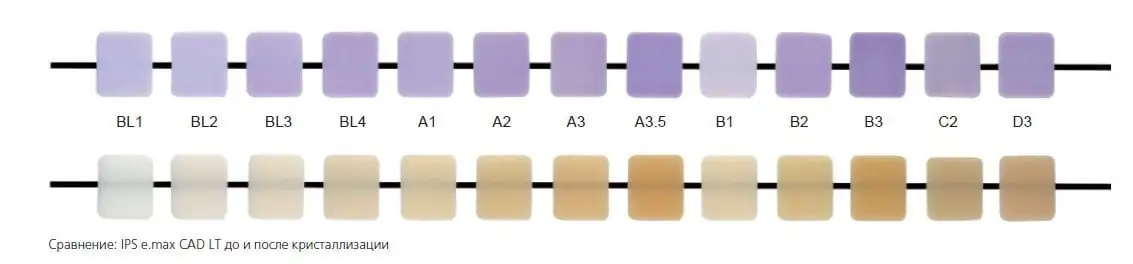 BL1 BL2 BL3 BL4 A1 A2 A3 A3.5 B1 B2 B3 C2 D3
Сравнение: IPS e.max CAD LT до и после кристаллизации